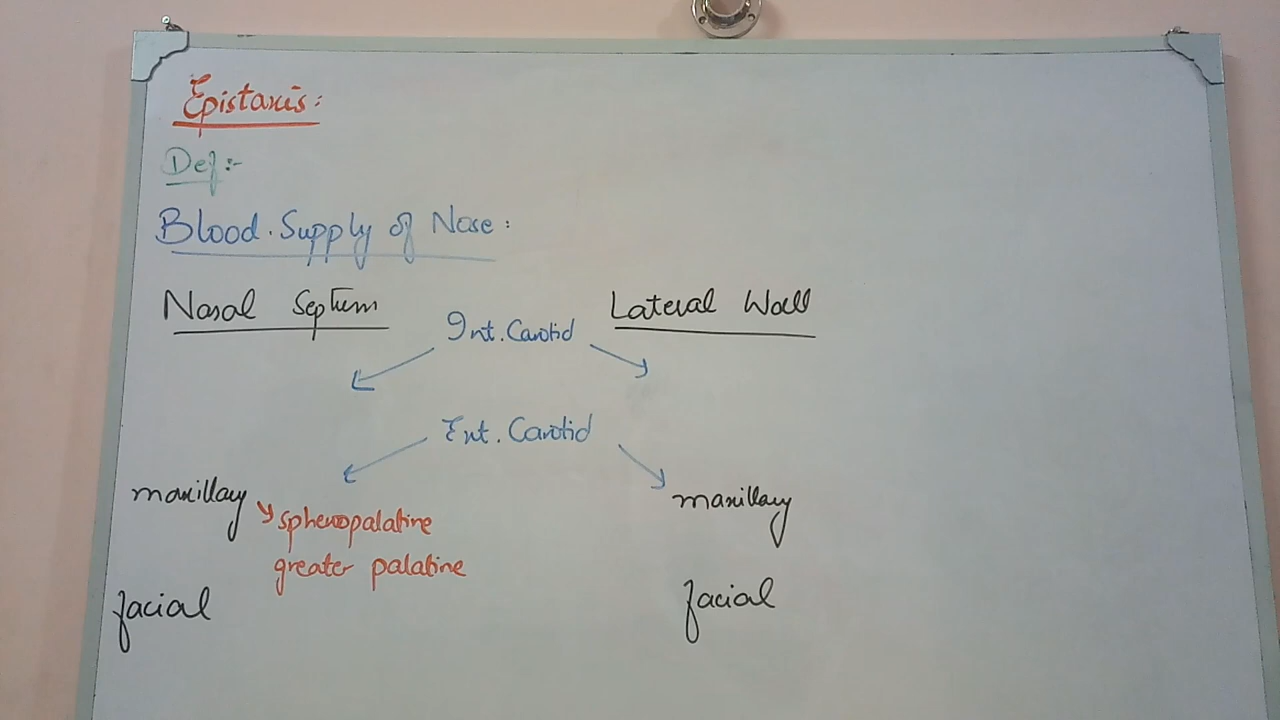 Epistaxis:
Def:-
Blood. Supply of Nose:
Nasal Septum
Lateral Wall
Int. Carotid
Ext. Carotid
maxillary
sphenopalatine
greater palatine
facial
maxillary
facial